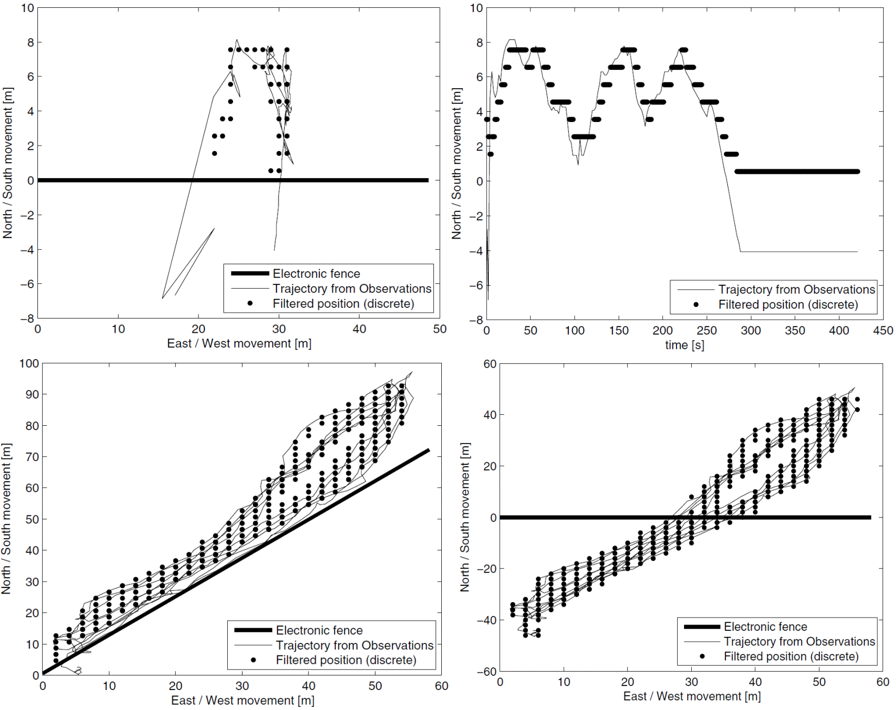 10
8
6
4
2
0
−2
−4
−6
−8
0 10 20 30 40 50
North / South movement [m]
East / West movement [m]
Electronic fence
Trajectory from Observations
Filtered position (discrete)
10
8
6
4
2
0
−2
−4
−6
−8
0 50 100 150 200 250 300 350 400 450
North / South movement [m]
time [s]
Trajectory from Observations
Filtered position (discrete)
100
90
80
70
60
50
40
30
20
10
0
0 10 20 30 40 50 60
North / South movement [m]
East / West movement [m]
Electronic fence
Trajectory from Observations
Filtered position (discrete)
60
40
20
0
−20
−40
−60
0 10 20 30 40 50 60
North / South movement [m]
East / West movement [m]
Electronic fence
Trajectory from Observations
Filtered position (discrete)